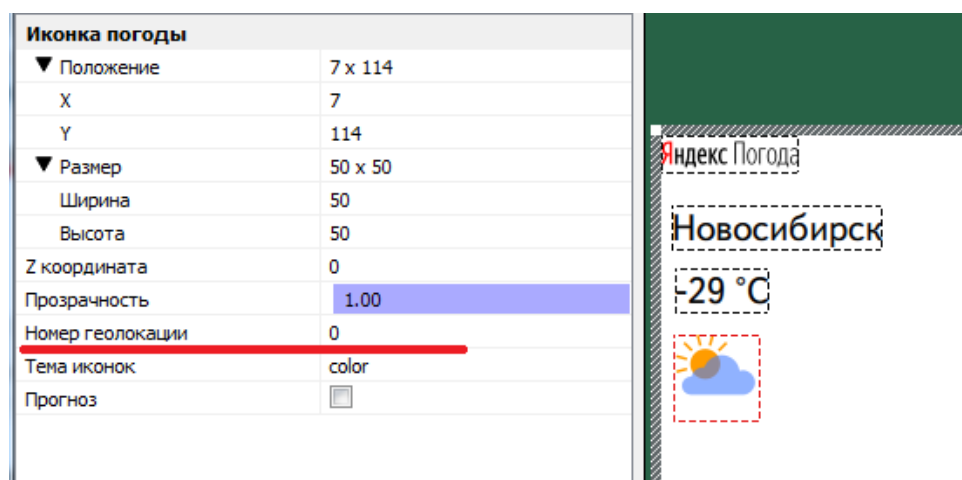 Иконка погоды
Положение 7 x 114
X 7
Y 114
Размер 50 x 50
Ширина 50
Высота 50
Z координата 0
Прозрачность 1.00
Номер геолокации 0
Тема иконок color
Прогноз
Яндекс Погода
Новосибирск
-29 °C